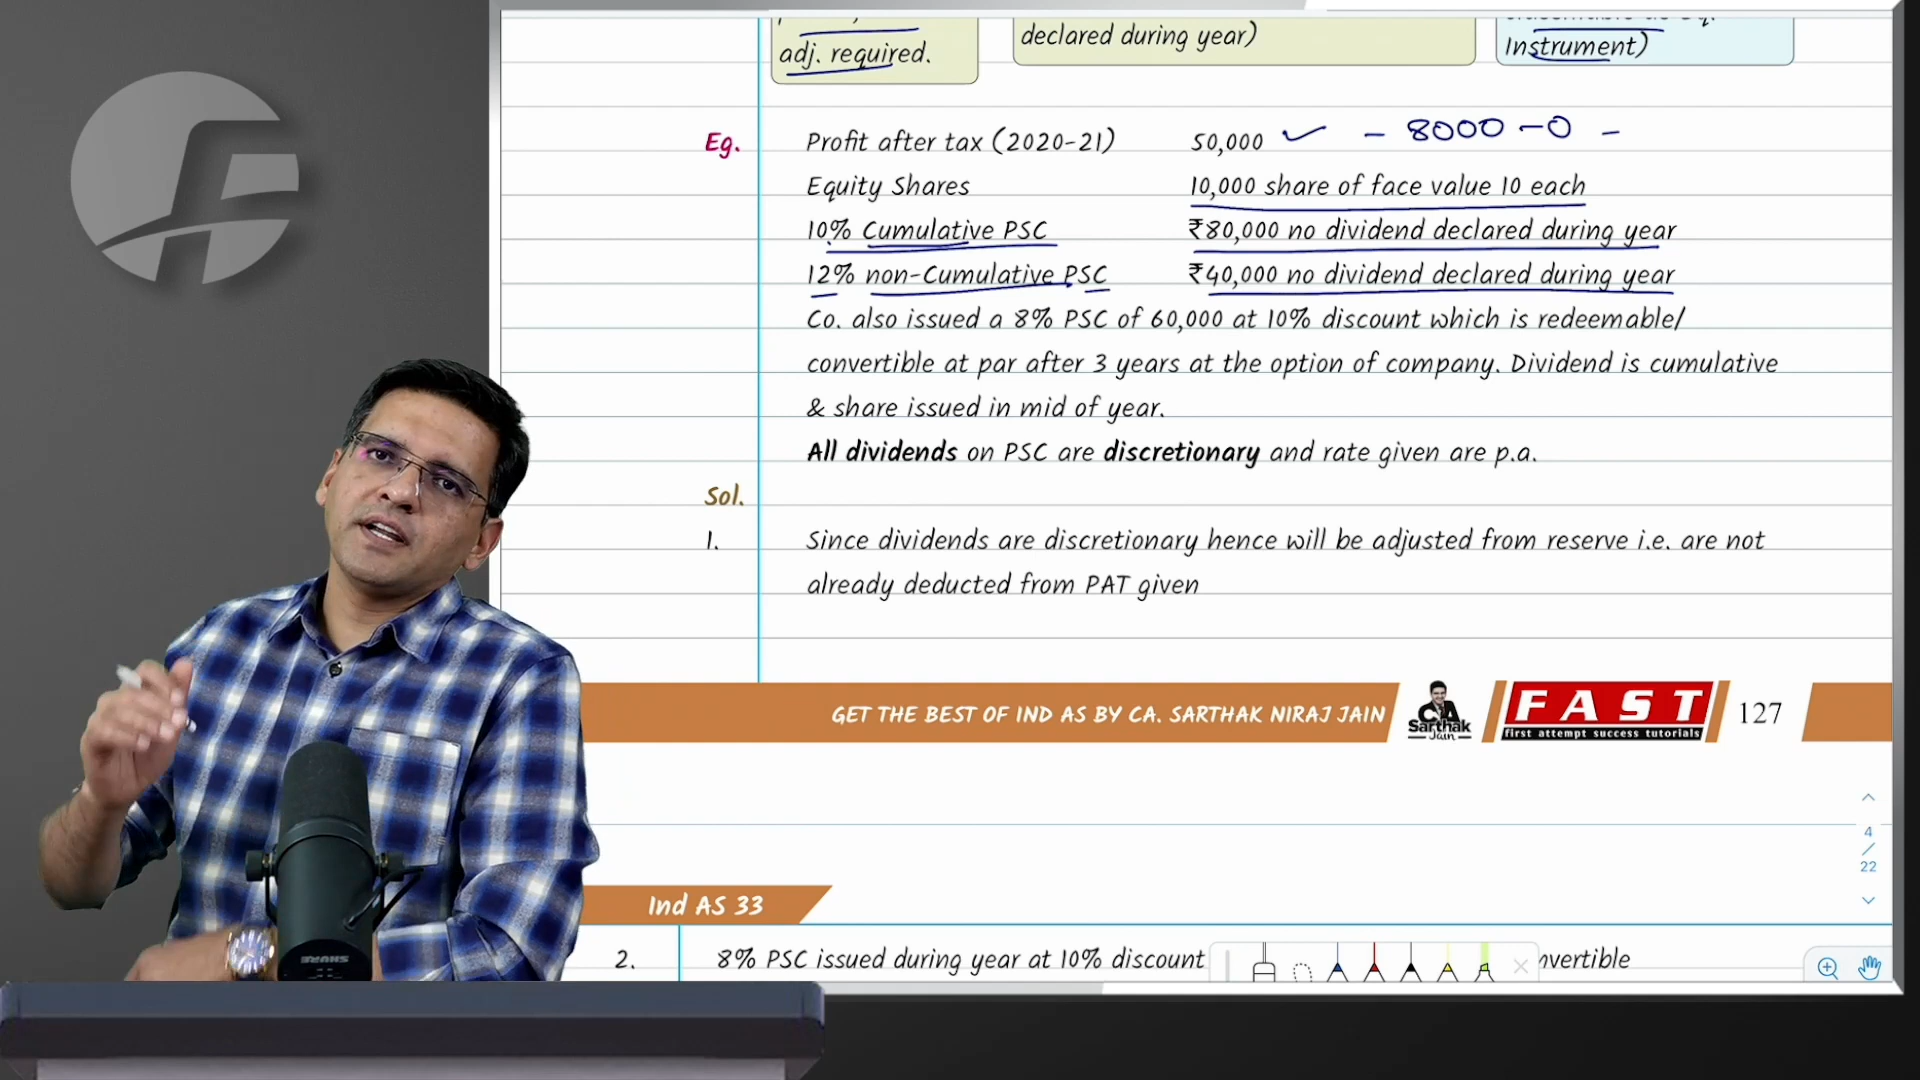 adj. required.
declared during year)
Instrument)
Eg. Profit after tax (2020-21) 50,000 ✓ - 8000 - 0 -
Equity Shares 10,000 share of face value 10 each
10% Cumulative PSC ₹80,000 no dividend declared during year
12% non-Cumulative PSC ₹40,000 no dividend declared during year
Co. also issued a 8% PSC of 60,000 at 10% discount which is redeemable/
convertible at par after 3 years at the option of company. Dividend is cumulative
& share issued in mid of year.
All dividends on PSC are discretionary and rate given are p.a.
Sol.
1. Since dividends are discretionary hence will be adjusted from reserve i.e. are not
already deducted from PAT given
GET THE BEST OF IND AS BY CA. SARTHAK NIRAJ JAIN
CA
Sarthak
Jain
FAST
first attempt success tutorials
127
4
/
22
Ind AS 33
2. 8% PSC issued during year at 10% discount
SHURE